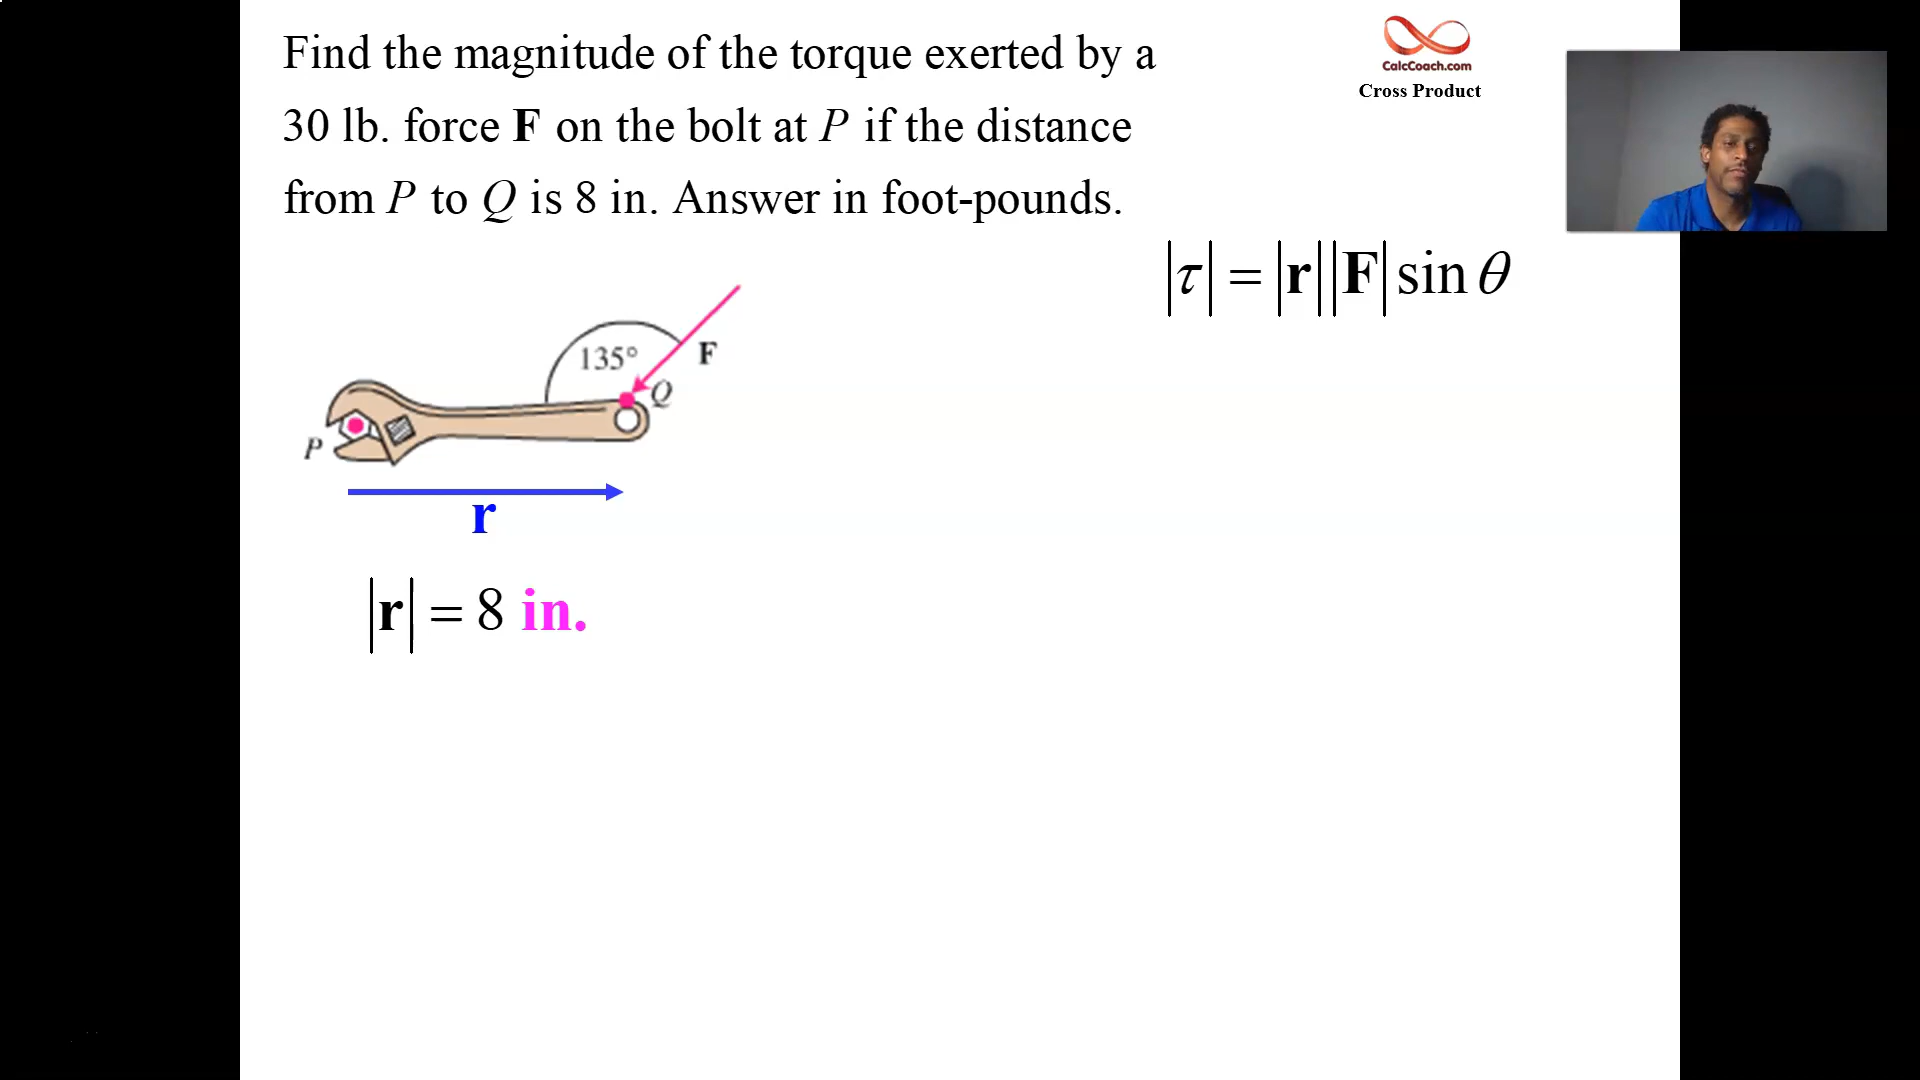 Find the magnitude of the torque exerted by a
30 lb. force F on the bolt at P if the distance
from P to Q is 8 in. Answer in foot-pounds.
CalcCoach.com
Cross Product
|τ| = |r||F| sin θ
135°
F
Q
P
r
|r| = 8 in.